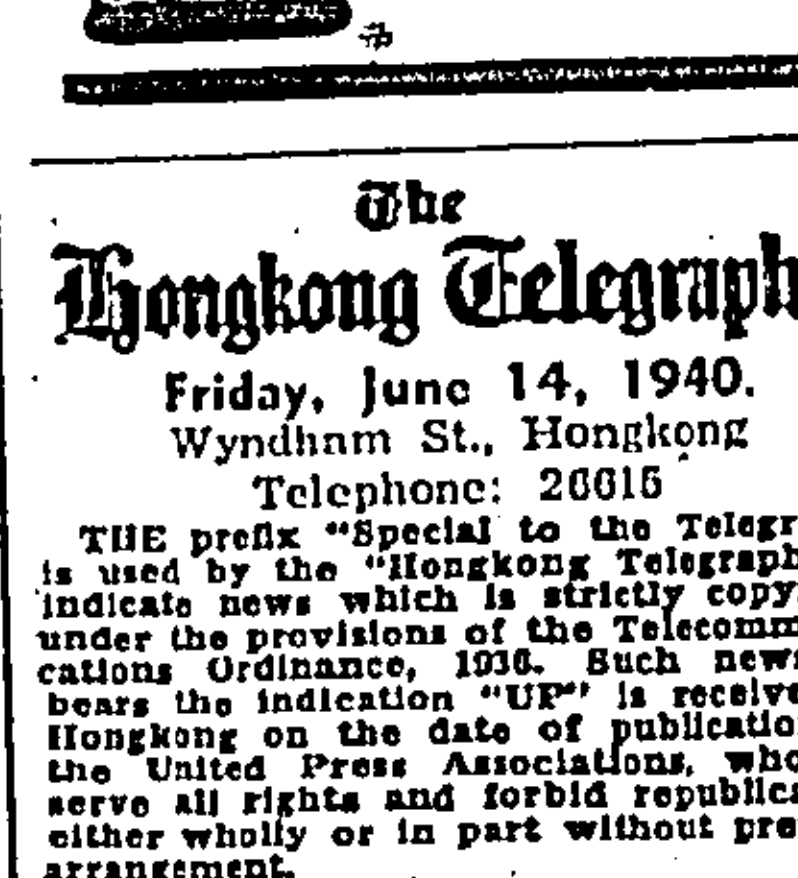 The
Hongkong Telegraph
Friday, June 14, 1940.
Wyndham St., Hongkong
Telephone: 26615
THE prefix "Special to the Telegr
is used by the "Hongkong Telegraph
indicate news which is strictly copy
under the provisions of the Telecomm
cations Ordinance, 1936. Such news
bears the indication "UP" is receive
Hongkong on the date of publicatio
the United Press Associations, who
serve all rights and forbid republica
either wholly or in part without pre
arrangement.